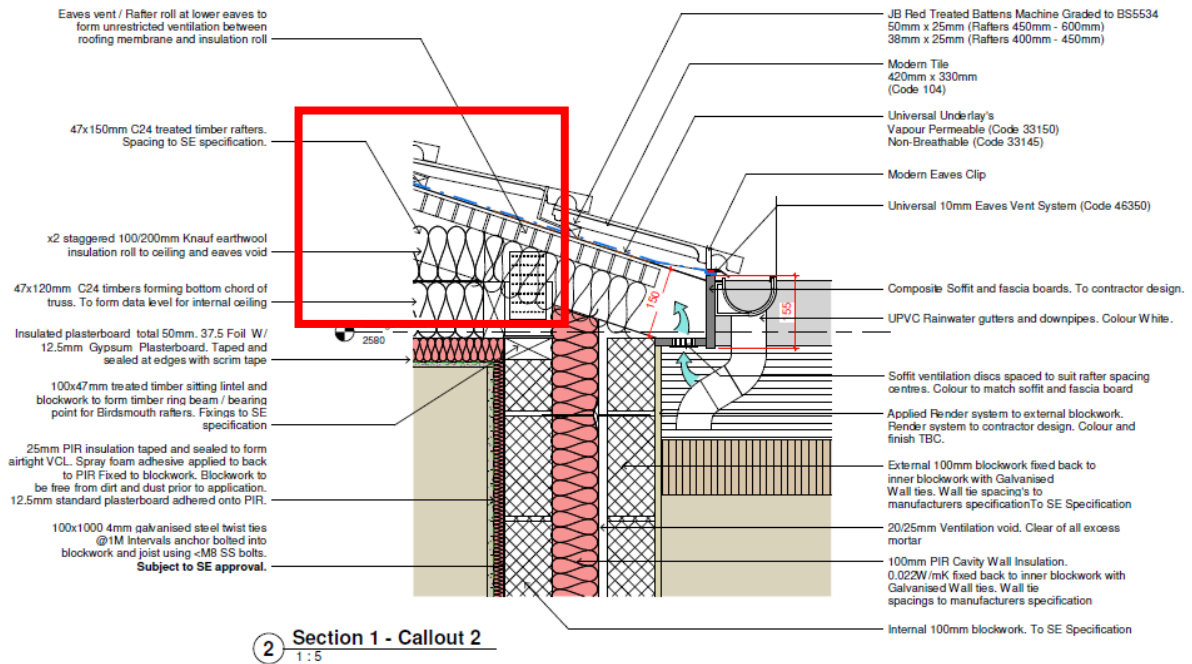 Eaves vent / Rafter roll at lower eaves to
form unrestricted ventilation between
roofing membrane and insulation roll
47x150mm C24 treated timber rafters.
Spacing to SE specification.
x2 staggered 100/200mm Knauf earthwool
insulation roll to ceiling and eaves void
47x120mm C24 timbers forming bottom chord of
truss. To form data level for internal ceiling
Insulated plasterboard total 50mm. 37.5 Foil W/
12.5mm Gypsum Plasterboard. Taped and
sealed at edges with scrim tape
100x47mm treated timber sitting lintel and
blockwork to form timber ring beam / bearing
point for Birdsmouth rafters. Fixings to SE
specification
25mm PIR insulation taped and sealed to form
airtight VCL. Spray foam adhesive applied to back
to PIR Fixed to blockwork. Blockwork to
be free from dirt and dust prior to application.
12.5mm standard plasterboard adhered onto PIR.
100x1000 4mm galvanised steel twist ties
@1M Intervals anchor bolted into
blockwork and joist using <M8 SS bolts.
Subject to SE approval.
2580
150
155
JB Red Treated Battens Machine Graded to BS5534
50mm x 25mm (Rafters 450mm - 600mm)
38mm x 25mm (Rafters 400mm - 450mm)
Modern Tile
420mm x 330mm
(Code 104)
Universal Underlay's
Vapour Permeable (Code 33150)
Non-Breathable (Code 33145)
Modern Eaves Clip
Universal 10mm Eaves Vent System (Code 46350)
Composite Soffit and fascia boards. To contractor design.
UPVC Rainwater gutters and downpipes. Colour White.
Soffit ventilation discs spaced to suit rafter spacing
centres. Colour to match soffit and fascia board
Applied Render system to external blockwork.
Render system to contractor design. Colour and
finish TBC.
External 100mm blockwork fixed back to
inner blockwork with Galvanised
Wall ties. Wall tie spacing's to
manufacturers specificationTo SE Specification
20/25mm Ventilation void. Clear of all excess
mortar
100mm PIR Cavity Wall Insulation.
0.022W/mK fixed back to inner blockwork with
Galvanised Wall ties. Wall tie
spacings to manufacturers specification
Internal 100mm blockwork. To SE Specification
2 Section 1 - Callout 2
1 : 5